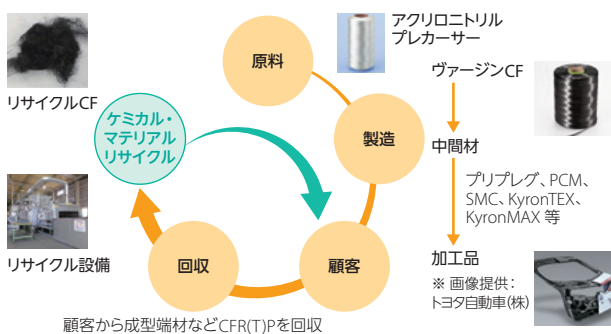 アクリロニトリル
プレカーサー
原料
ヴァージンCF
リサイクルCF
ケミカル・
マテリアル
リサイクル
製造
中間材
プリプレグ、PCM、
SMC、KyronTEX、
KyronMAX 等
加工品
リサイクル設備
回収
顧客
※ 画像提供：
トヨタ自動車(株)
顧客から成型端材などCFR(T)Pを回収